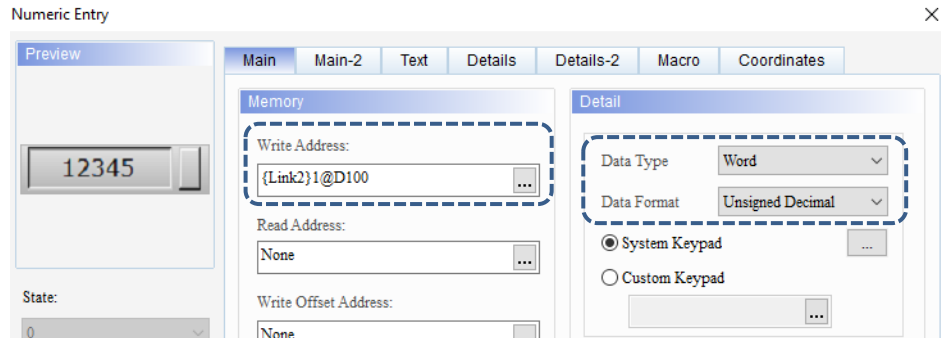 Numeric Entry
Preview
12345
State:
0
Main Main-2 Text Details Details-2 Macro Coordinates
Memory
Write Address:
{Link2}1@D100
...
Read Address:
None
...
Write Offset Address:
None
Detail
Data Type Word
Data Format Unsigned Decimal
System Keypad ...
Custom Keypad
...